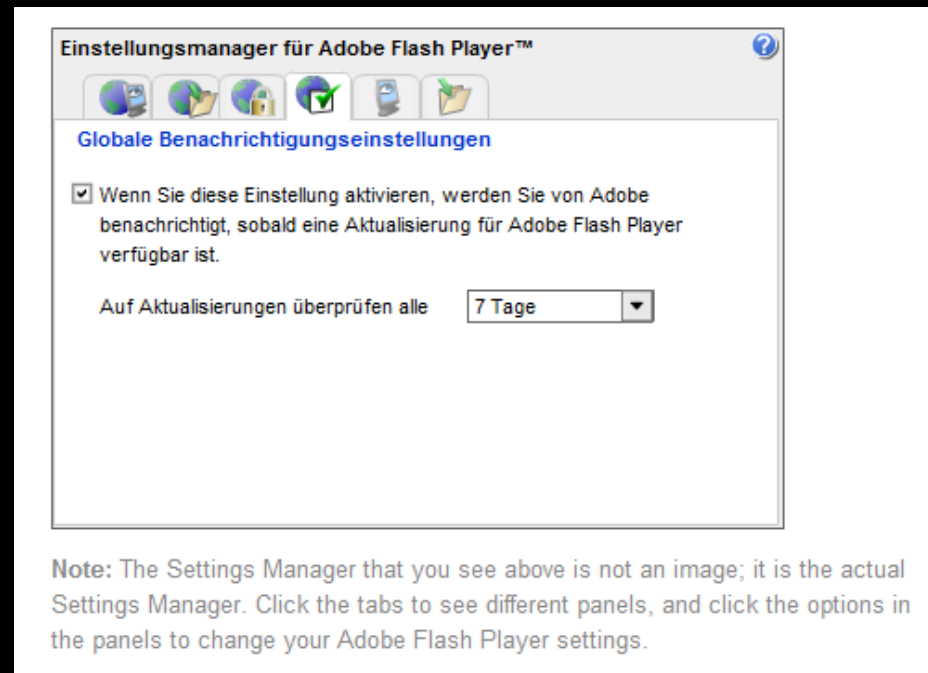 Einstellungsmanager für Adobe Flash Player™
?
Globale Benachrichtigungseinstellungen
Wenn Sie diese Einstellung aktivieren, werden Sie von Adobe
benachrichtigt, sobald eine Aktualisierung für Adobe Flash Player
verfügbar ist.
Auf Aktualisierungen überprüfen alle 7 Tage
Note: The Settings Manager that you see above is not an image; it is the actual
Settings Manager. Click the tabs to see different panels, and click the options in
the panels to change your Adobe Flash Player settings.